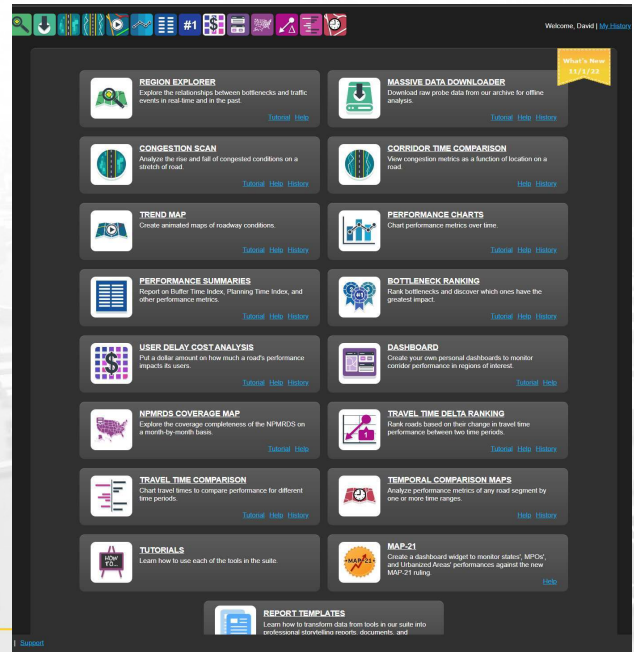 #1
$
Welcome, David | My History
What's New
11/1/22
REGION EXPLORER
Explore the relationships between bottlenecks and traffic
events in real-time and in the past.
Tutorial Help
MASSIVE DATA DOWNLOADER
Download raw probe data from our archive for offline
analysis.
Tutorial Help History
CONGESTION SCAN
Analyze the rise and fall of congested conditions on a
stretch of road.
Tutorial Help History
CORRIDOR TIME COMPARISON
View congestion metrics as a function of location on a
road.
Help History
TREND MAP
Create animated maps of roadway conditions.
Tutorial Help History
PERFORMANCE CHARTS
Chart performance metrics over time.
Tutorial Help History
PERFORMANCE SUMMARIES
Report on Buffer Time Index, Planning Time Index, and
other performance metrics.
Tutorial Help History
#1
BOTTLENECK RANKING
Rank bottlenecks and discover which ones have the
greatest impact.
Tutorial Help History
$
USER DELAY COST ANALYSIS
Put a dollar amount on how much a road's performance
impacts its users.
Tutorial Help History
DASHBOARD
Create your own personal dashboards to monitor
corridor performance in regions of interest.
Tutorial Help
NPMRDS COVERAGE MAP
Explore the coverage completeness of the NPMRDS on
a month-by-month basis.
Tutorial Help
TRAVEL TIME DELTA RANKING
Rank roads based on their change in travel time
performance between two time periods.
Tutorial Help History
TRAVEL TIME COMPARISON
Chart travel times to compare performance for different
time periods.
Tutorial Help History
TEMPORAL COMPARISON MAPS
Analyze performance metrics of any road segment by
one or more time ranges.
Help History
HOW
TO...
TUTORIALS
Learn how to use each of the tools in the suite.
MAP-21
MAP-21
Create a dashboard widget to monitor states', MPOs',
and Urbanized Areas' performances against the new
MAP-21 ruling.
Help
REPORT TEMPLATES
Learn how to transform data from tools in our suite into
professional storytelling reports, documents, and
| Support